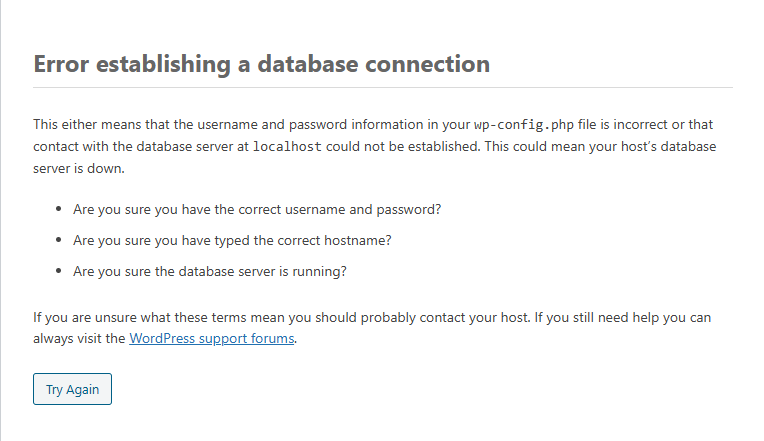 Error establishing a database connection
This either means that the username and password information in your wp-config.php file is incorrect or that
contact with the database server at localhost could not be established. This could mean your host’s database
server is down.
• Are you sure you have the correct username and password?
• Are you sure you have typed the correct hostname?
• Are you sure the database server is running?
If you are unsure what these terms mean you should probably contact your host. If you still need help you can
always visit the WordPress support forums.
Try Again